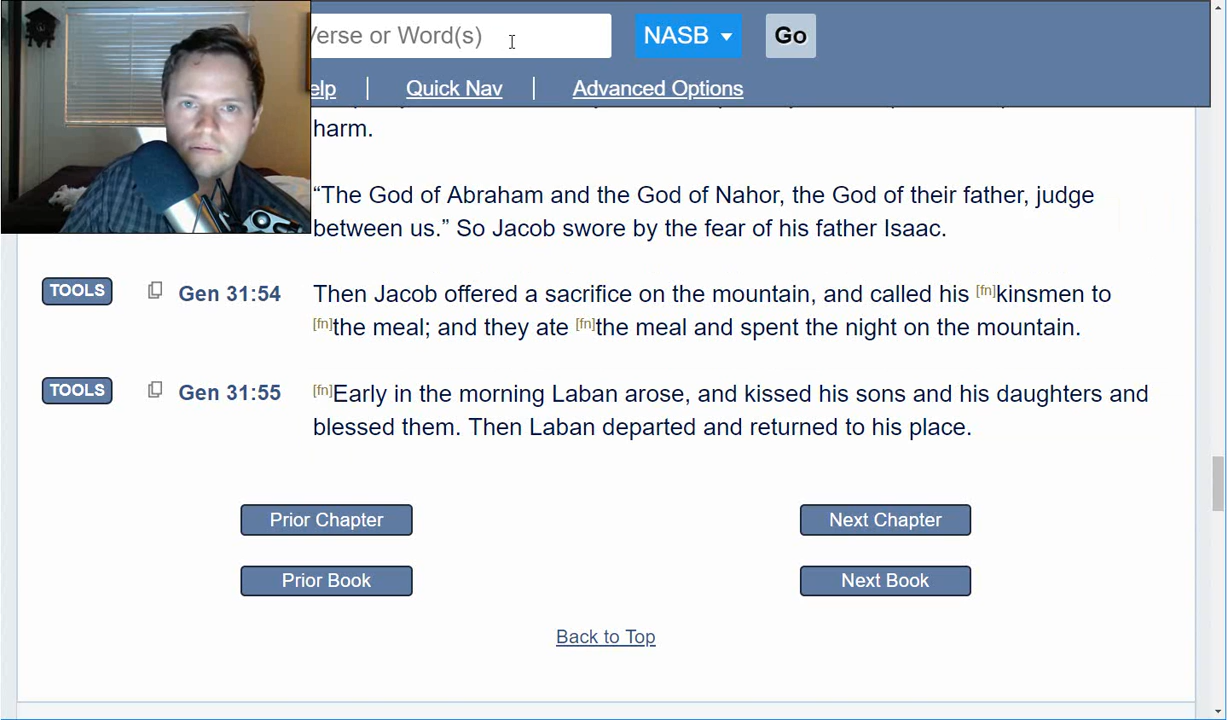 Verse or Word(s) NASB Go
elp | Quick Nav | Advanced Options
harm.
“The God of Abraham and the God of Nahor, the God of their father, judge
between us.” So Jacob swore by the fear of his father Isaac.
TOOLS Gen 31:54 Then Jacob offered a sacrifice on the mountain, and called his [fn]kinsmen to
[fn]the meal; and they ate [fn]the meal and spent the night on the mountain.
TOOLS Gen 31:55 [fn]Early in the morning Laban arose, and kissed his sons and his daughters and
blessed them. Then Laban departed and returned to his place.
Prior Chapter Next Chapter
Prior Book Next Book
Back to Top